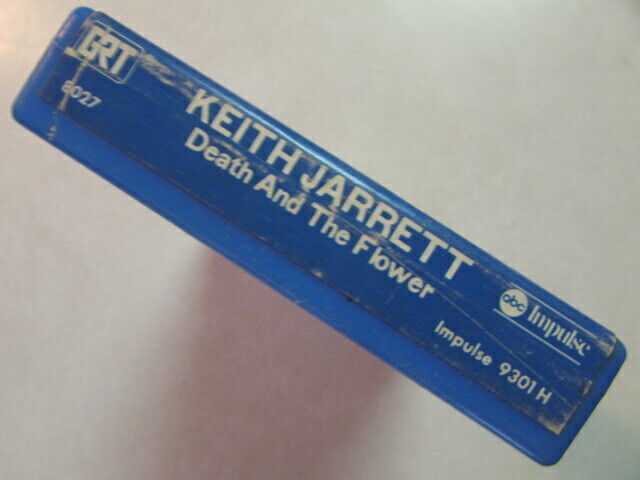 GRT
8027
KEITH JARRETT
Death And The Flower
abc Impulse
Impulse 9301 H